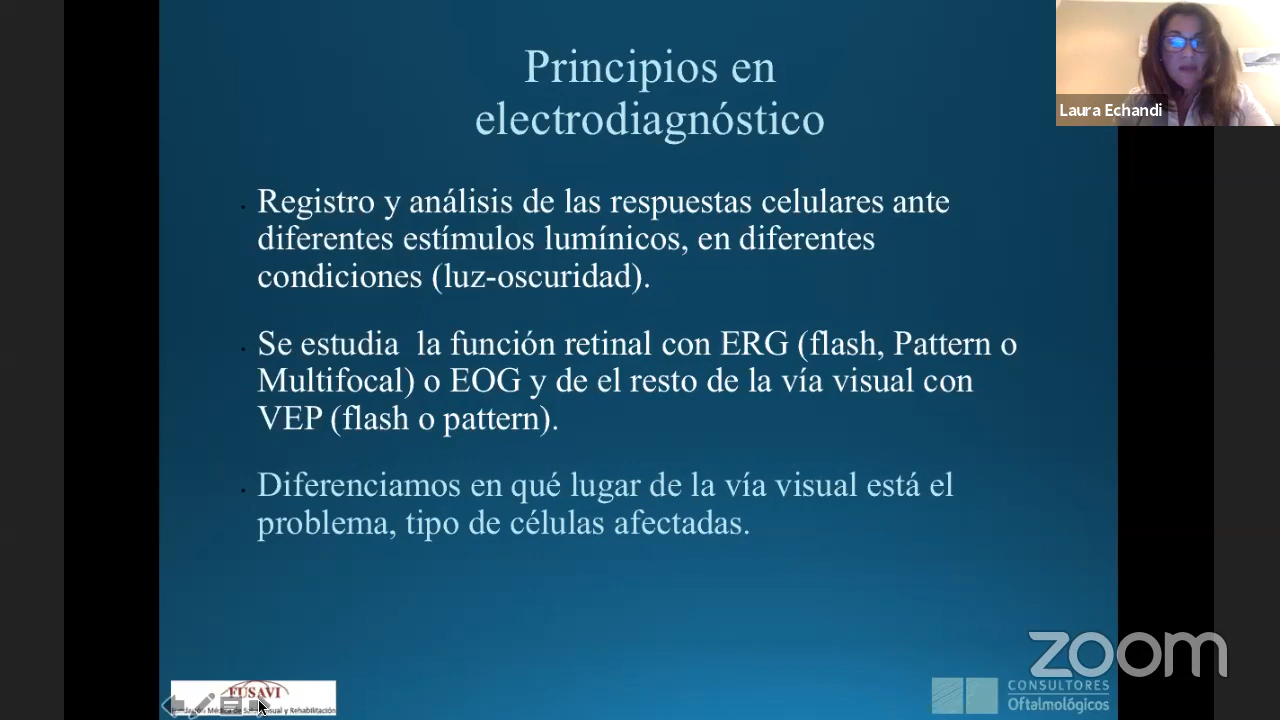 Principios en
electrodiagnóstico
Laura Echandi
Registro y análisis de las respuestas celulares ante
diferentes estímulos lumínicos, en diferentes
condiciones (luz-oscuridad).
Se estudia la función retinal con ERG (flash, Pattern o
Multifocal) o EOG y de el resto de la vía visual con
VEP (flash o pattern).
Diferenciamos en qué lugar de la vía visual está el
problema, tipo de células afectadas.
zoom
FUSAVI
Médica de Visual y Rehabilitación
CONSULTORES
Oftalmológicos